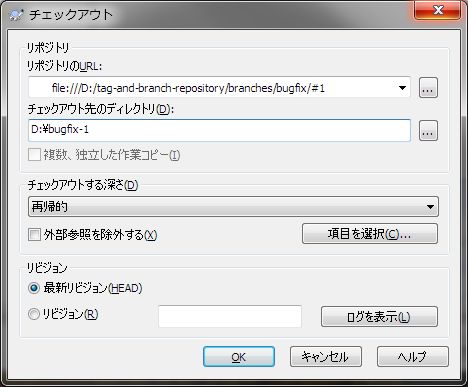 チェックアウト
リポジトリ
リポジトリのURL:
file:///D:/tag-and-branch-repository/branches/bugfix/#1
...
チェックアウト先のディレクトリ(D):
D:¥bugfix-1
...
複数、独立した作業コピー(I)
チェックアウトする深さ(D)
再帰的
外部参照を除外する(X)
項目を選択(C)...
リビジョン
最新リビジョン(HEAD)
リビジョン(R)
ログを表示(L)
OK
キャンセル
ヘルプ